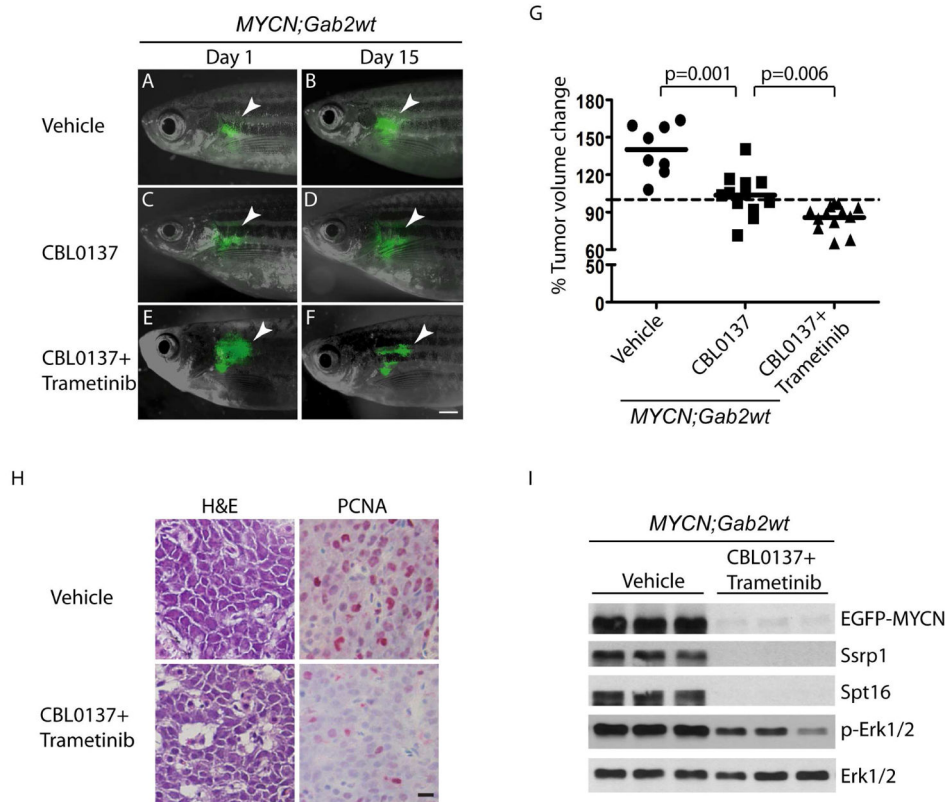 MYCN;Gab2wt
Day 1 Day 15
Vehicle
A B
CBL0137
C D
CBL0137+
Trametinib
E F
G
p=0.001 p=0.006
% Tumor volume change
180
150
120
90
60
50
0
Vehicle
CBL0137
CBL0137+
Trametinib
MYCN;Gab2wt
H
H&E PCNA
Vehicle
CBL0137+
Trametinib
I
MYCN;Gab2wt
Vehicle
CBL0137+
Trametinib
EGFP-MYCN
Ssrp1
Spt16
p-Erk1/2
Erk1/2